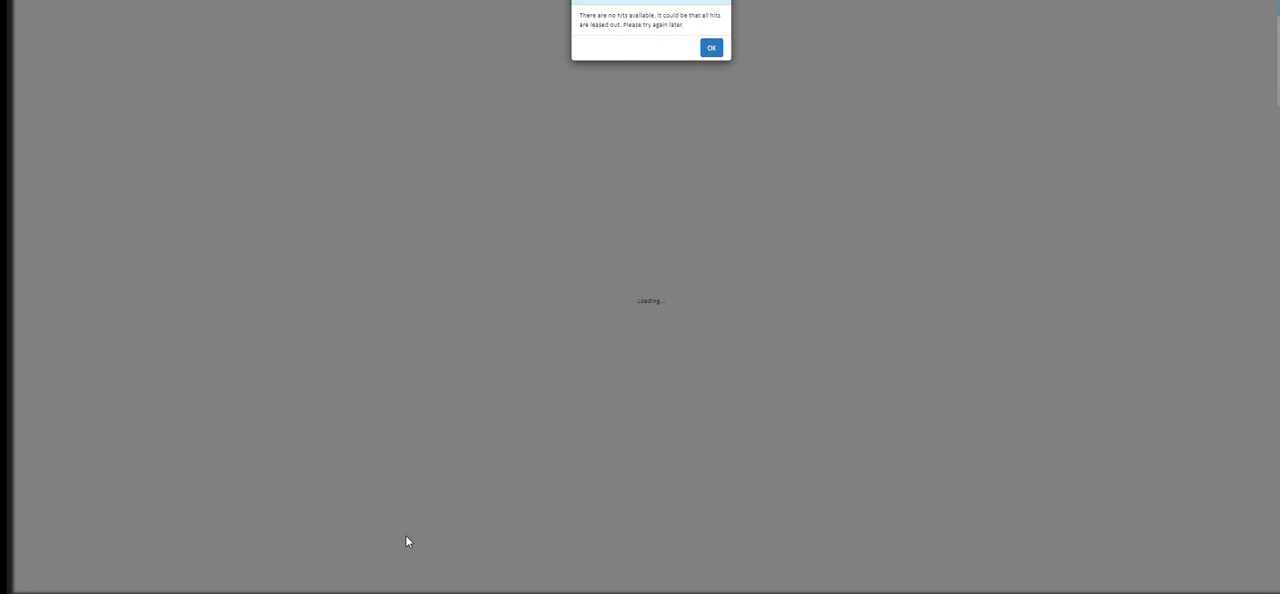 There are no hits available. It could be that all hits
are leased out. Please try again later.
OK
Loading...